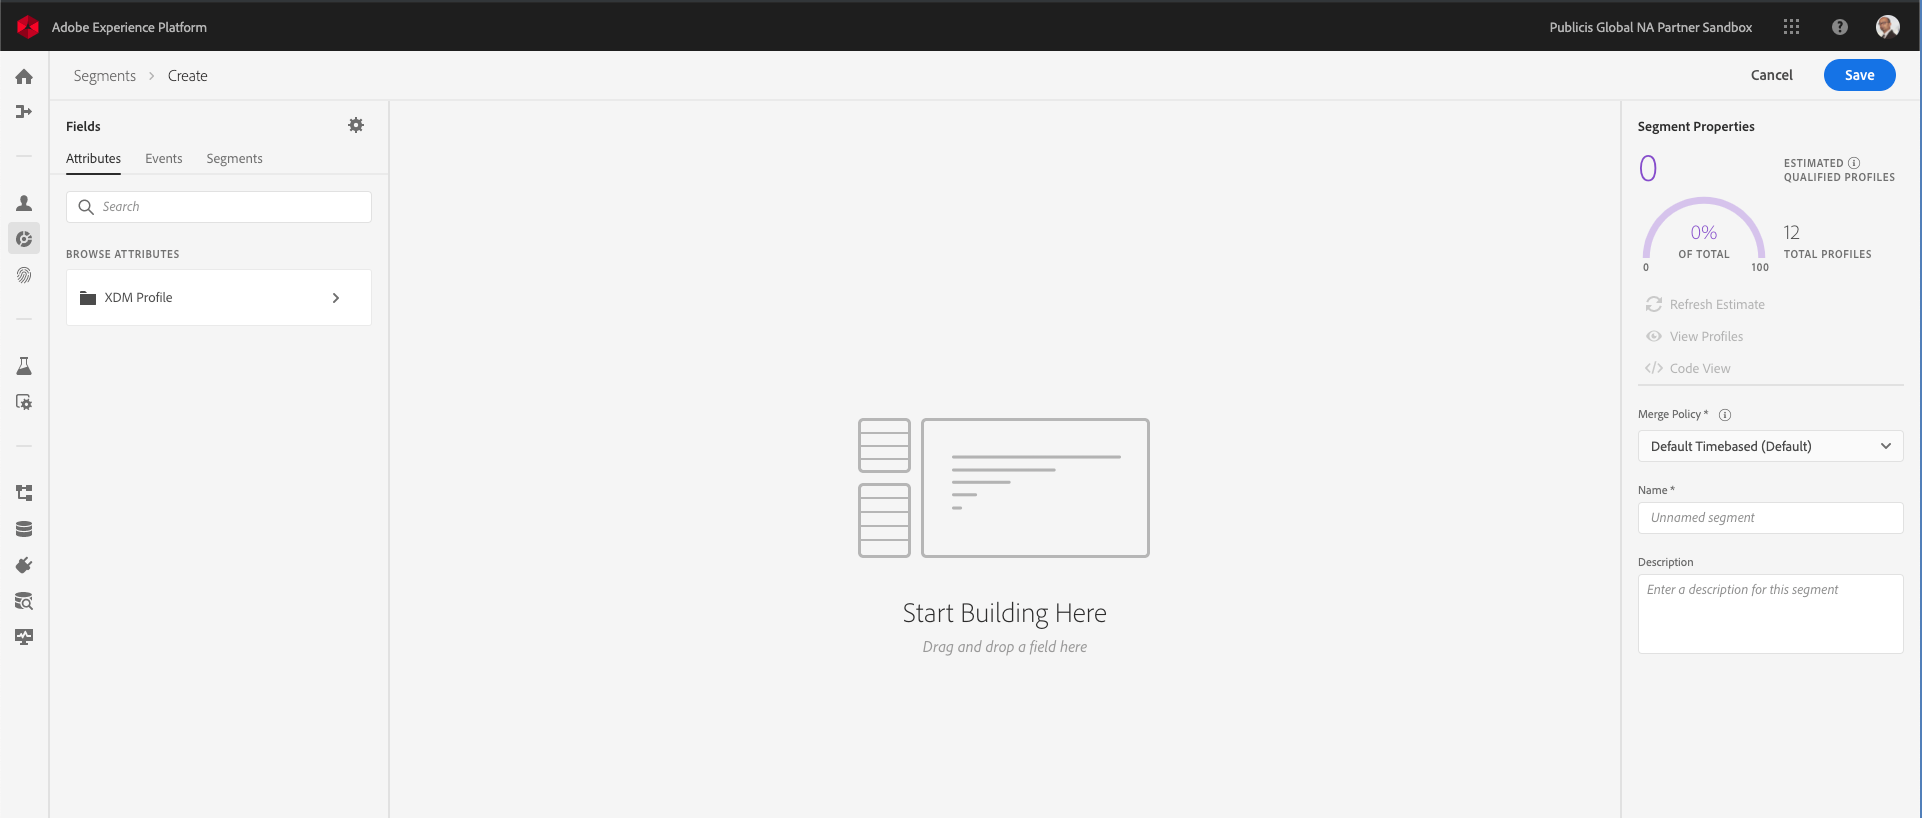 Adobe Experience Platform
Publicis Global NA Partner Sandbox
Segments > Create
Cancel
Save
Fields
Attributes Events Segments
Search
BROWSE ATTRIBUTES
XDM Profile
Start Building Here
Drag and drop a field here
Segment Properties
0
ESTIMATED
QUALIFIED PROFILES
0%
OF TOTAL
0 100
12
TOTAL PROFILES
Refresh Estimate
View Profiles
</> Code View
Merge Policy *
Default Timebased (Default)
Name *
Unnamed segment
Description
Enter a description for this segment